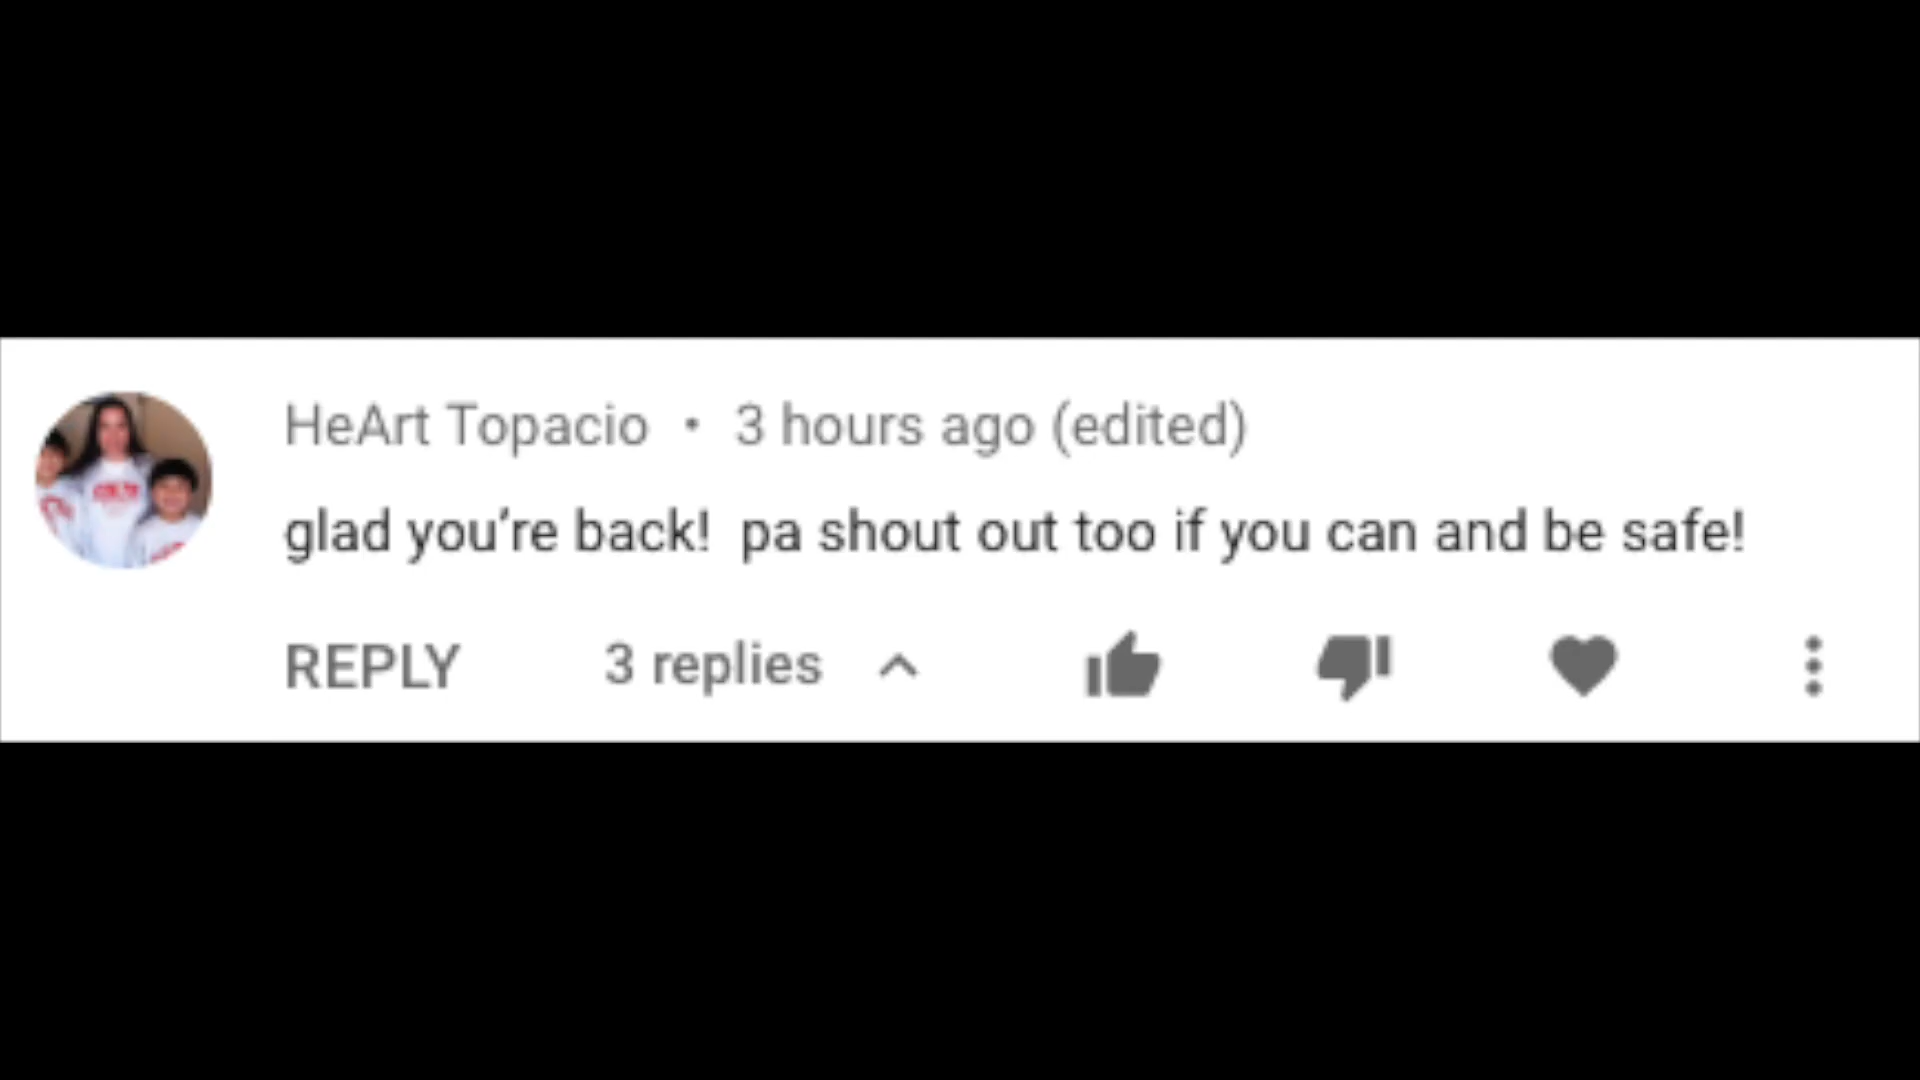 HeArt Topacio • 3 hours ago (edited)
glad you’re back!  pa shout out too if you can and be safe!
REPLY 3 replies